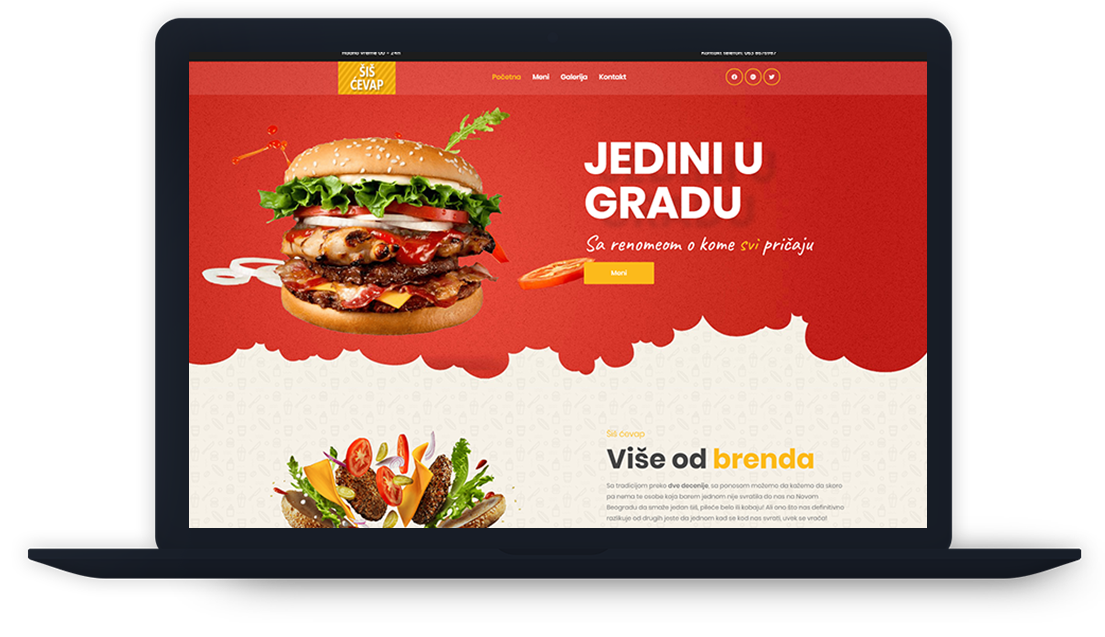 Radno vreme 00 - 24h
Kontakt telefon: 063 8676967
ŠIŠ
ĆEVAP
Početna Meni Galerija Kontakt
JEDINI U
GRADU
Sa renomeom o kome svi pričaju
Meni
Šiš ćevap
Više od brenda
Sa tradicijom preko dve decenije, sa ponosom možemo da kažemo da skoro
pa nema te osobe koja barem jednom nije svratila do nas na Novom
Beogradu da smaže jedan šiš, pileće belo ili kobaju! Ali ono što nas definitivno
razlikuje od drugih jeste da jednom kad se kod nas svrati, uvek se vraća!